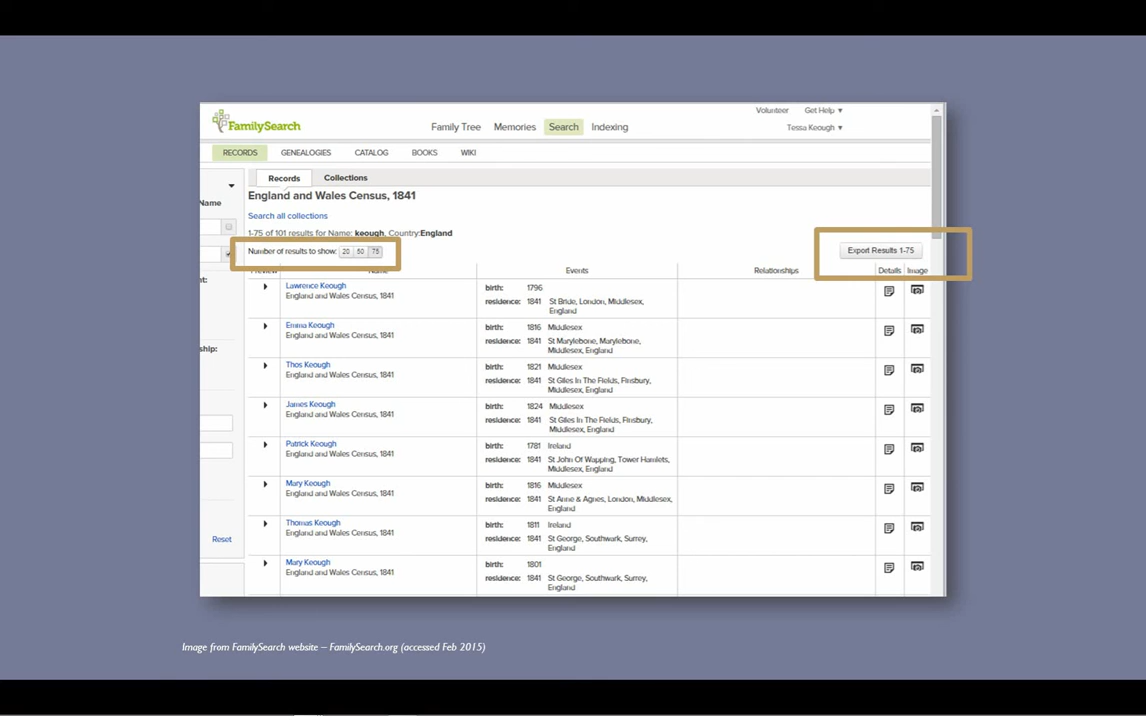 Volunteer Get Help
FamilySearch
Family Tree Memories Search Indexing
Tessa Keough
RECORDS GENEALOGIES CATALOG BOOKS WIKI
Records Collections
England and Wales Census, 1841
Name
Search all collections
1-75 of 101 results for Name: keough, Country:England
Number of results to show: 20 50 75
Export Results 1-75
Preview Name Events Relationships Details Image
Lawrence Keough
England and Wales Census, 1841
birth: 1796
residence: 1841 St Bride, London, Middlesex,
England
Emma Keough
England and Wales Census, 1841
birth: 1816 Middlesex
residence: 1841 St Marylebone, Marylebone,
Middlesex, England
ship:
Thos Keough
England and Wales Census, 1841
birth: 1821 Middlesex
residence: 1841 St Giles In The Fields, Finsbury,
Middlesex, England
James Keough
England and Wales Census, 1841
birth: 1824 Middlesex
residence: 1841 St Giles In The Fields, Finsbury,
Middlesex, England
Patrick Keough
England and Wales Census, 1841
birth: 1781 Ireland
residence: 1841 St John Of Wapping, Tower Hamlets,
Middlesex, England
Mary Keough
England and Wales Census, 1841
birth: 1816 Middlesex
residence: 1841 St Anne & Agnes, London, Middlesex,
England
Thomas Keough
England and Wales Census, 1841
birth: 1811 Ireland
residence: 1841 St George, Southwark, Surrey,
England
Reset
Mary Keough
England and Wales Census, 1841
birth: 1801
residence: 1841 St George, Southwark, Surrey,
England
Image from FamilySearch website – FamilySearch.org (accessed Feb 2015)